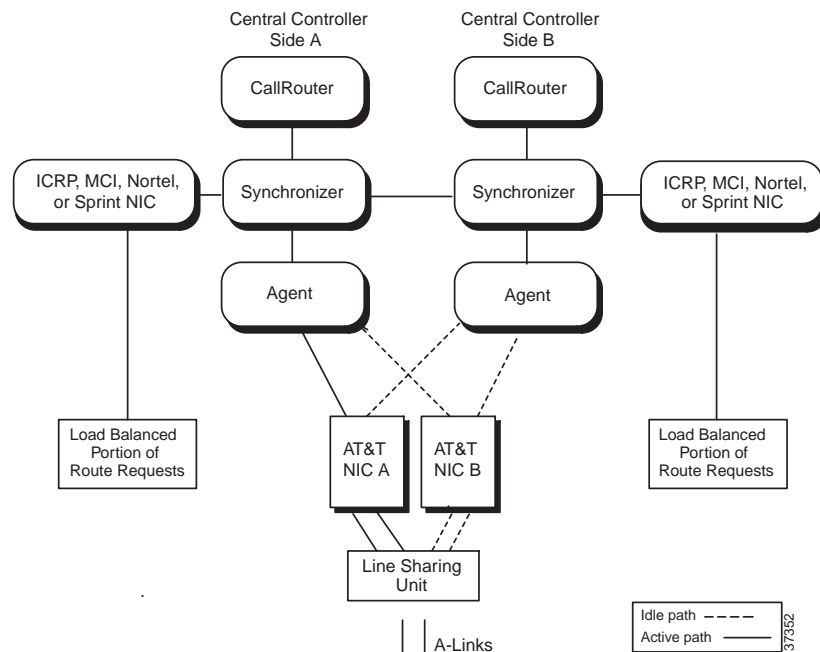 Central Controller
Side A
Central Controller
Side B
CallRouter
CallRouter
ICRP, MCI, Nortel,
or Sprint NIC
Synchronizer
Synchronizer
ICRP, MCI, Nortel,
or Sprint NIC
Agent
Agent
Load Balanced
Portion of
Route Requests
AT&T
NIC A
AT&T
NIC B
Load Balanced
Portion of
Route Requests
Line Sharing
Unit
A-Links
Idle path
Active path
37352